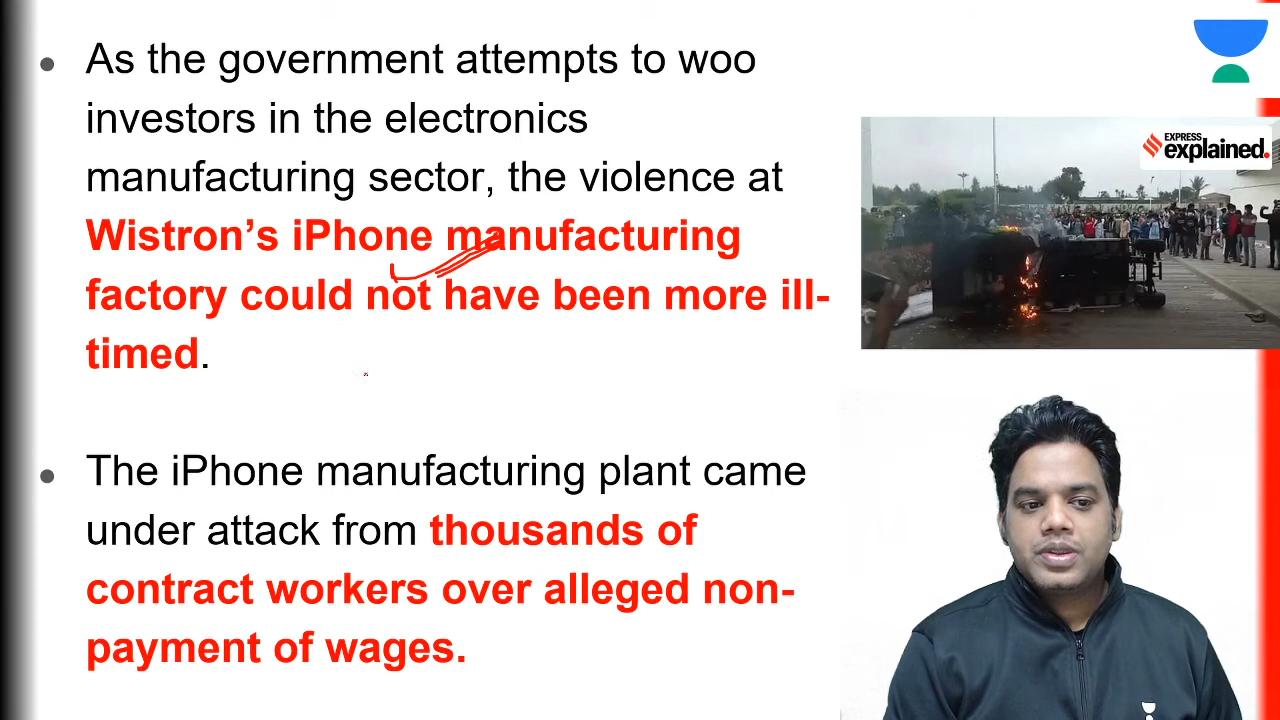 As the government attempts to woo
investors in the electronics
manufacturing sector, the violence at
Wistron’s iPhone manufacturing
factory could not have been more ill-
timed.
The iPhone manufacturing plant came
under attack from thousands of
contract workers over alleged non-
payment of wages.
EXPRESS
explained.